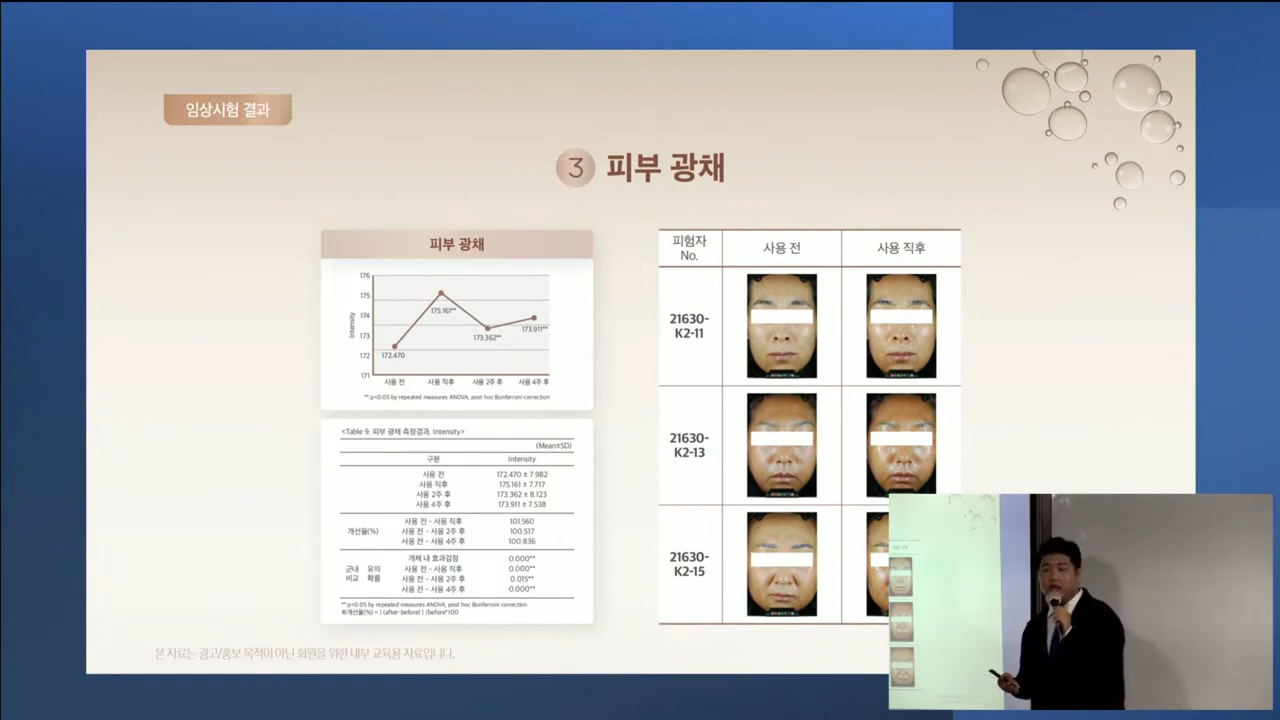 임상시험 결과
3 피부 광채
피부 광채
176
175
174
173
172
171
Intensity
172.470
175.161**
173.362**
173.911**
사용 전
사용 직후
사용 2주 후
사용 4주 후
**:p<0.05 by repeated measures ANOVA, post hoc Bonferroni correction
<Table 9. 피부 광채 측정결과, Intensity>
(Mean±SD)
구분 Intensity
사용 전 172.470 ± 7.982
사용 직후 175.161 ± 7.717
사용 2주 후 173.362 ± 8.123
사용 4주 후 173.911 ± 7.538
개선율(%)
사용 전 - 사용 직후 101.560
사용 전 - 사용 2주 후 100.517
사용 전 - 사용 4주 후 100.836
군내 유의
비교 확률
개체 내 효과검정 0.000**
사용 전 - 사용 직후 0.000**
사용 전 - 사용 2주 후 0.015**
사용 전 - 사용 4주 후 0.000**
**:p<0.05 by repeated measures ANOVA, post hoc Bonferroni correction
※개선율(%) = | (after-before) | /before*100
피험자
No.
사용 전
사용 직후
21630-
K2-11
21630-
K2-13
21630-
K2-15
본 자료는 광고/홍보 목적이 아닌 회원을 위한 내부 교육용 자료입니다.